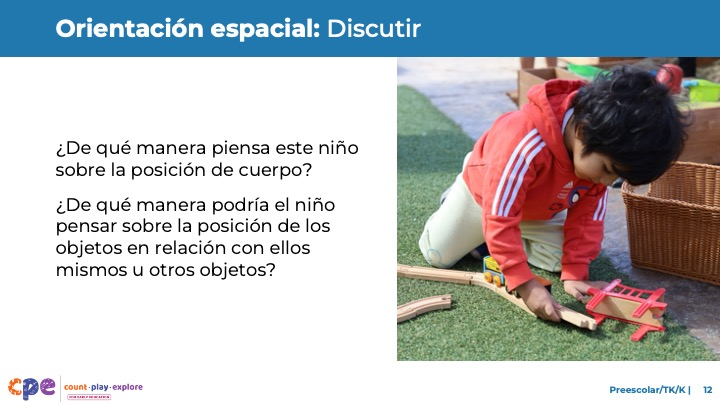 Orientación espacial: Discutir
¿De qué manera piensa este niño
sobre la posición de cuerpo?
¿De qué manera podría el niño
pensar sobre la posición de los
objetos en relación con ellos
mismos u otros objetos?
cpe
count·play·explore
Preescolar/TK/K | 12